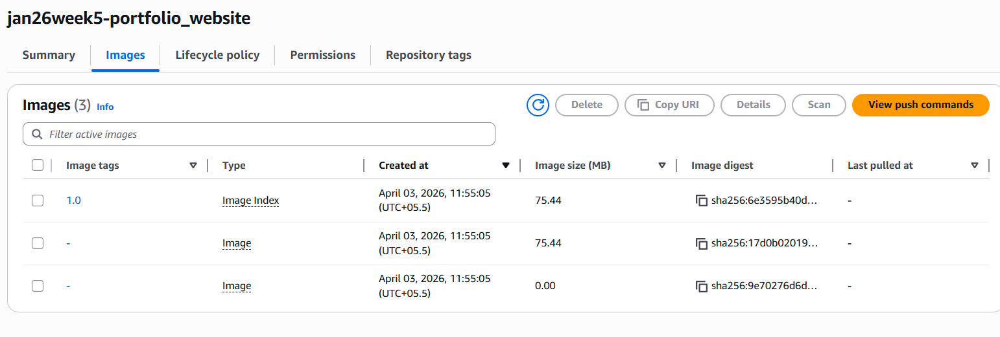 jan26week5-portfolio_website
Summary Images Lifecycle policy Permissions Repository tags
Images (3) Info Delete Copy URI Details Scan View push commands
Filter active images
Image tags Type Created at Image size (MB) Image digest Last pulled at
1.0 Image Index April 03, 2026, 11:55:05 (UTC+05.5) 75.44 sha256:6e3595b40d... -
- Image April 03, 2026, 11:55:05 (UTC+05.5) 75.44 sha256:17d0b02019... -
- Image April 03, 2026, 11:55:05 (UTC+05.5) 0.00 sha256:9e70276d6d... -